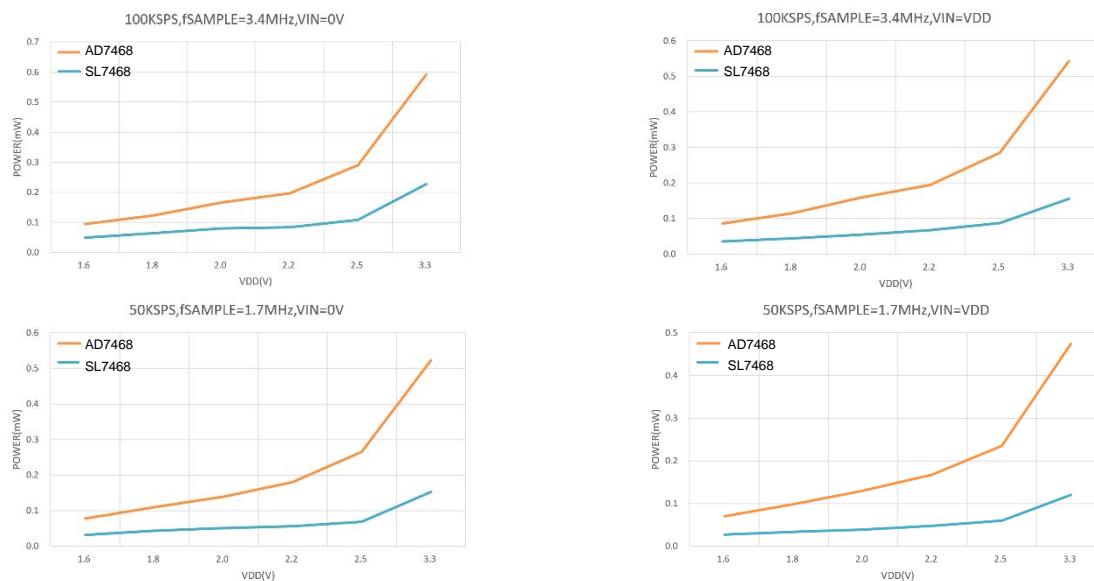 100KSPS,fSAMPLE=3.4MHz,VIN=0V
0.7
0.6
0.5
0.4
0.3
0.2
0.1
0.0
POWER(mW)
AD7468
SL7468
1.6 1.8 2.0 2.2 2.5 3.3
VDD(V)
100KSPS,fSAMPLE=3.4MHz,VIN=VDD
0.6
0.5
0.4
0.3
0.2
0.1
0.0
POWER(mW)
AD7468
SL7468
1.6 1.8 2.0 2.2 2.5 3.3
VDD(V)
50KSPS,fSAMPLE=1.7MHz,VIN=0V
0.6
0.5
0.4
0.3
0.2
0.1
0.0
POWER(mW)
AD7468
SL7468
1.6 1.8 2.0 2.2 2.5 3.3
VDD(V)
50KSPS,fSAMPLE=1.7MHz,VIN=VDD
0.5
0.4
0.3
0.2
0.1
0.0
POWER(mW)
AD7468
SL7468
1.6 1.8 2.0 2.2 2.5 3.3
VDD(V)